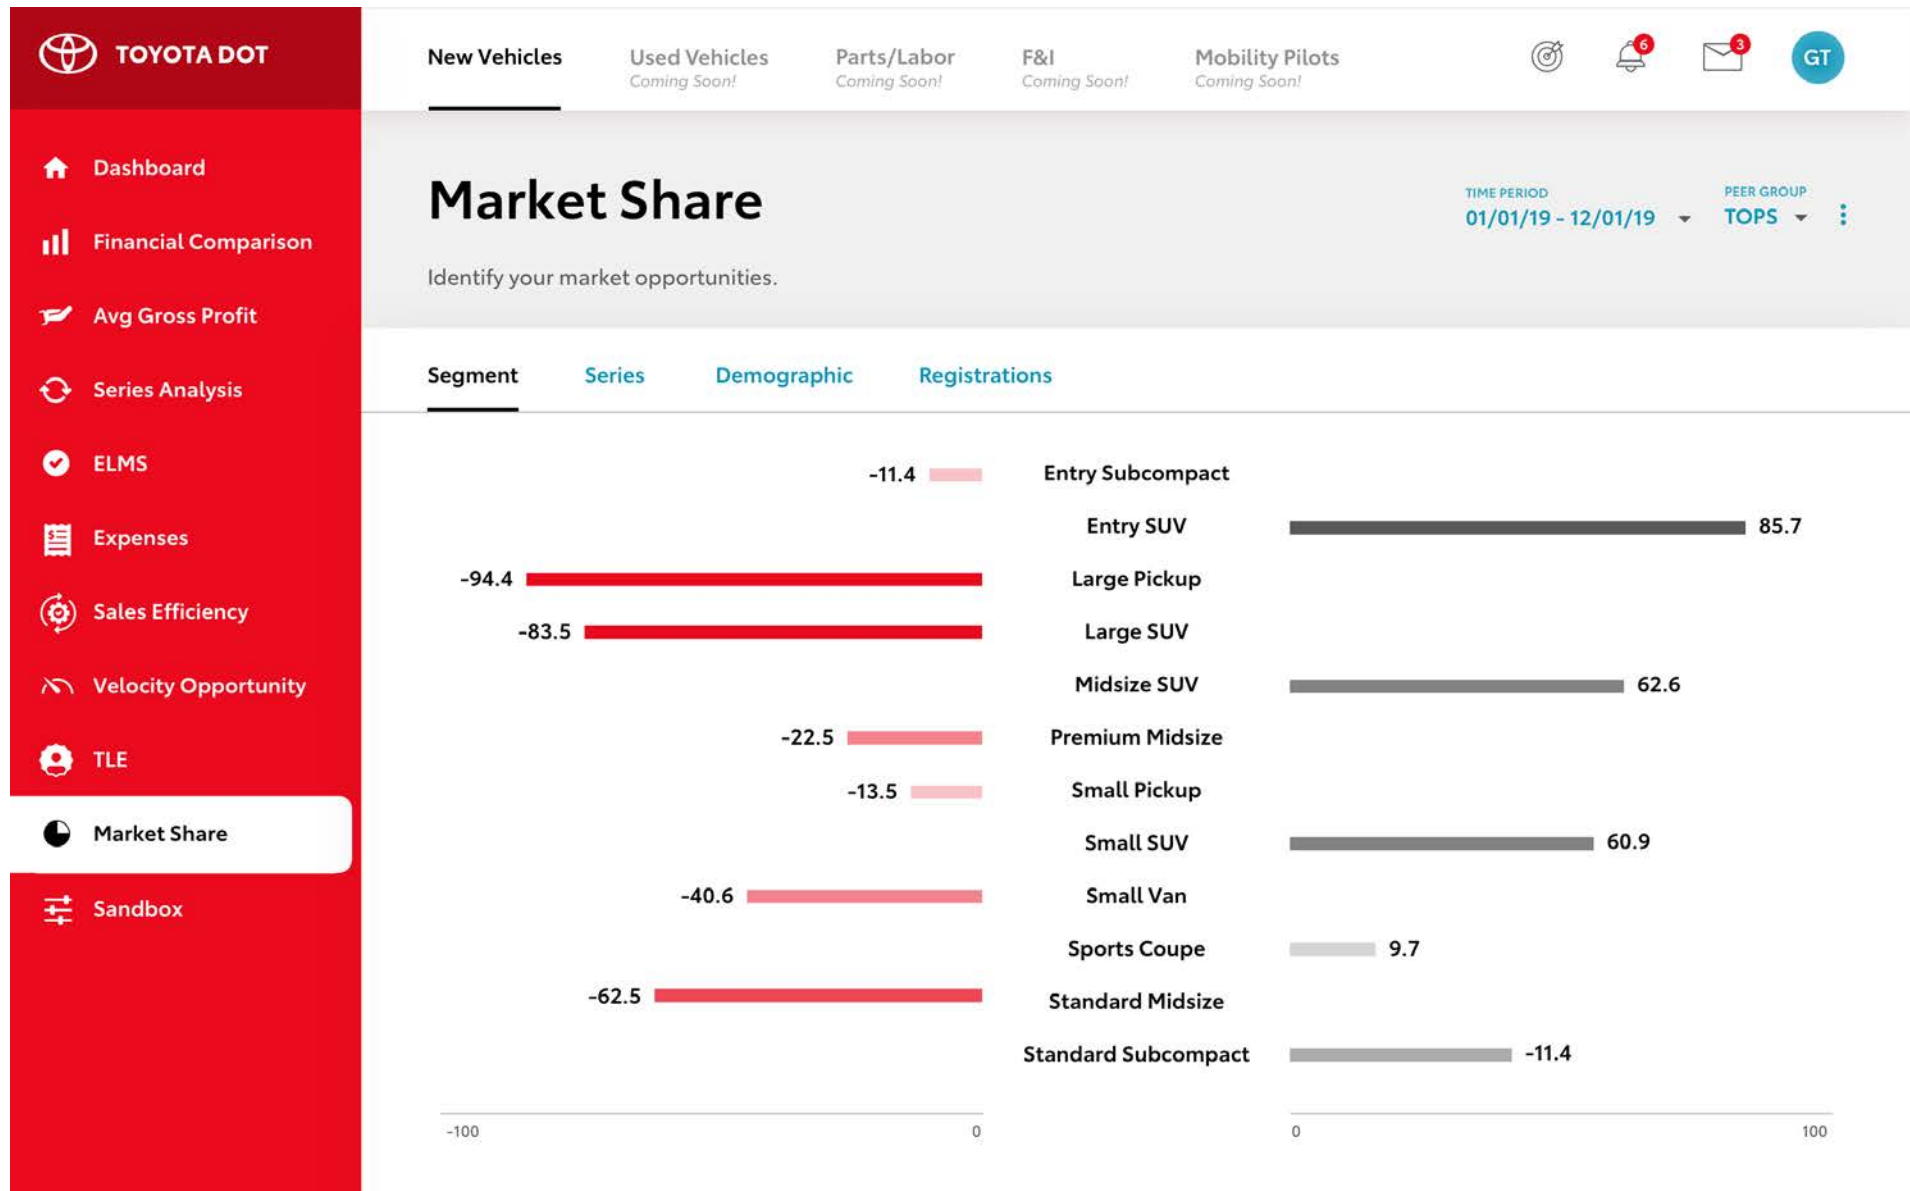 TOYOTA DOT
New Vehicles
Used Vehicles
Coming Soon!
Parts/Labor
Coming Soon!
F&I
Coming Soon!
Mobility Pilots
Coming Soon!
6
3
GT
Dashboard
Financial Comparison
Avg Gross Profit
Series Analysis
ELMS
Expenses
Sales Efficiency
Velocity Opportunity
TLE
Market Share
Sandbox
Market Share
Identify your market opportunities.
TIME PERIOD
01/01/19 - 12/01/19
PEER GROUP
TOPS
Segment Series Demographic Registrations
-11.4 Entry Subcompact
Entry SUV 85.7
-94.4 Large Pickup
-83.5 Large SUV
Midsize SUV 62.6
-22.5 Premium Midsize
-13.5 Small Pickup
Small SUV 60.9
-40.6 Small Van
Sports Coupe 9.7
-62.5 Standard Midsize
Standard Subcompact -11.4
-100 0 0 100